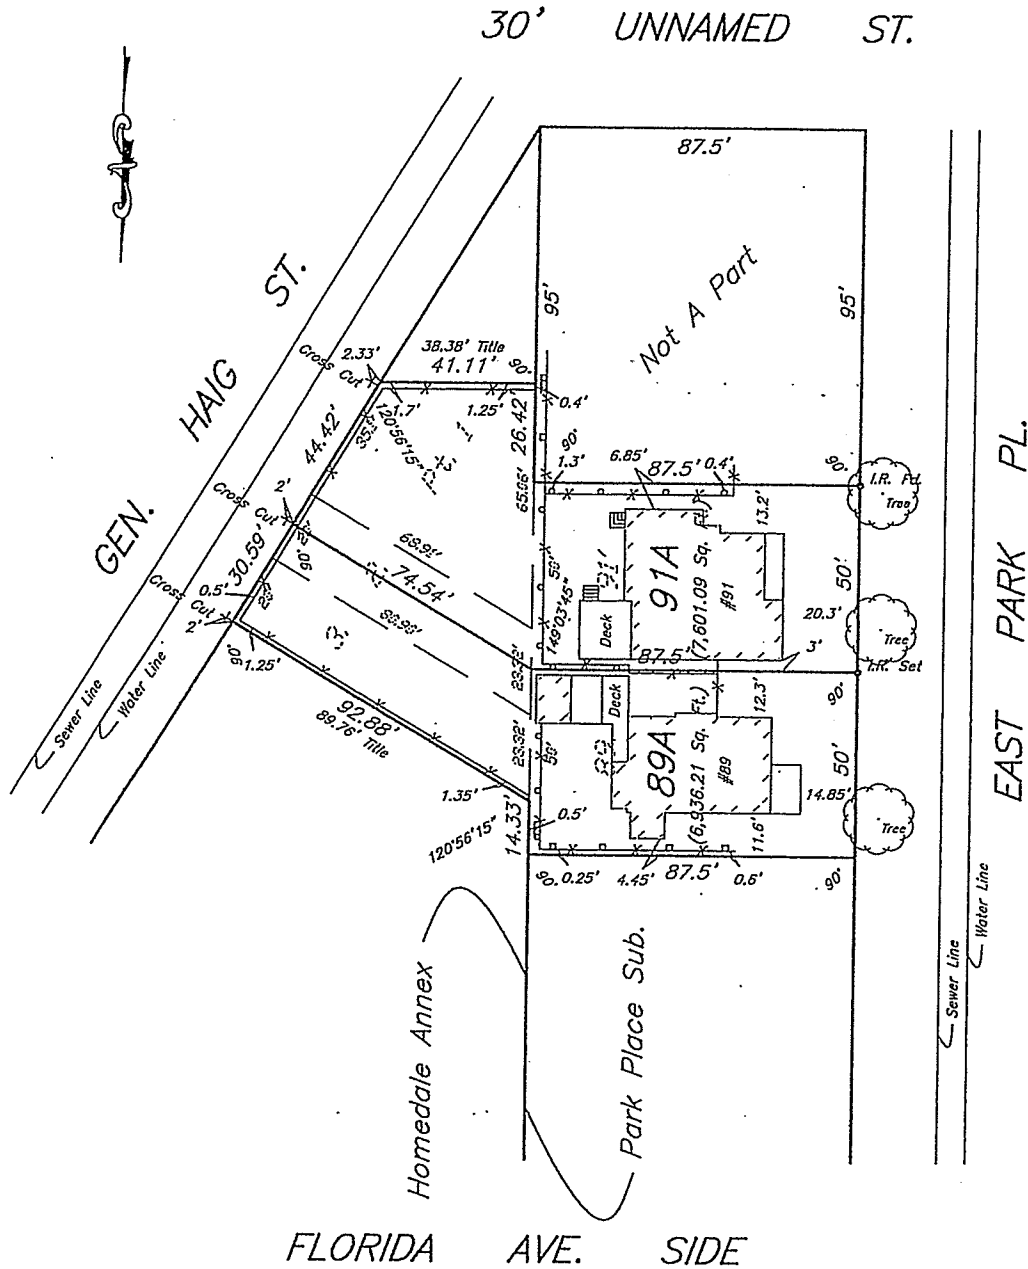 30' UNNAMED ST.
87.5'
GEN. HAIG ST.
95'
95'
Not A Part
Cross Cut
2.33'
38.38' Title
41.11'
90°
1.7'
1.25'
0.4'
44.42'
120°56'15"
26.42'
90°
1.3'
6.85'
87.5'
0.4'
90°
I.R. Fd.
Tree
65.06'
13.2'
Cross Cut
2'
30.59'
90°
68.95'
74.54'
50'
149°03'45"
91A
(7,601.09 Sq. Ft.)
#91
Deck
50'
20.3'
Tree
3'
I.R. Set
87.5'
90°
Cross Cut
0.5'
2'
90°
1.25'
23.32'
92.88'
89.76' Title
23.32'
50'
Deck
89A
(6,936.21 Sq.
#89
12.3'
50'
14.85'
Tree
1.35'
120°56'15"
14.33'
0.5'
11.6'
90°
0.25'
4.45'
87.5'
0.6'
90°
Sewer Line
Water Line
EAST PARK PL.
Sewer Line
Water Line
Homedale Annex
Park Place Sub.
FLORIDA AVE. SIDE